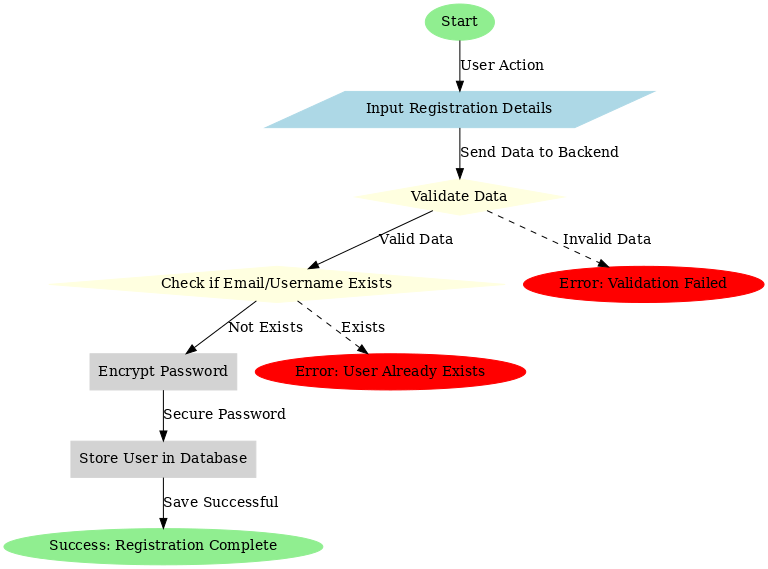 Start
User Action
Input Registration Details
Send Data to Backend
Validate Data
Valid Data
Invalid Data
Check if Email/Username Exists
Error: Validation Failed
Not Exists
Exists
Encrypt Password
Error: User Already Exists
Secure Password
Store User in Database
Save Successful
Success: Registration Complete